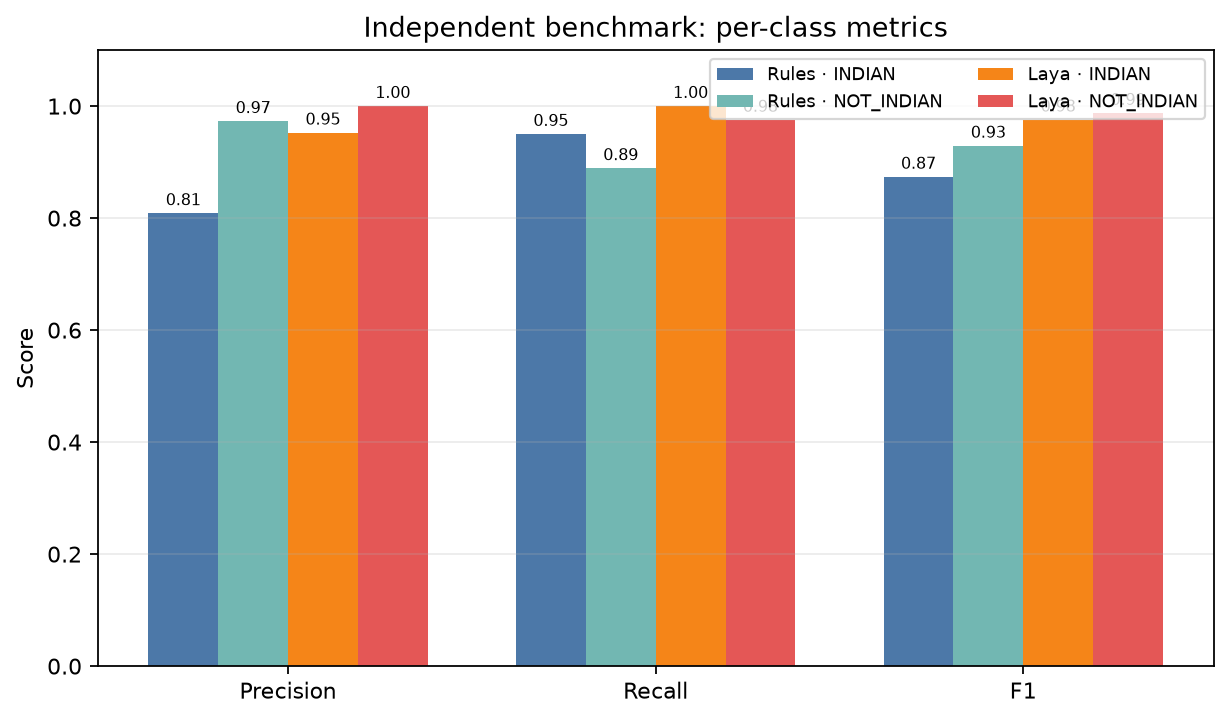 Independent benchmark: per-class metrics
Rules · INDIAN
Rules · NOT_INDIAN
Laya · INDIAN
Laya · NOT_INDIAN
Score
1.0
0.8
0.6
0.4
0.2
0.0
0.81
0.97
0.95
1.00
0.95
0.89
1.00
0.87
0.93
Precision
Recall
F1